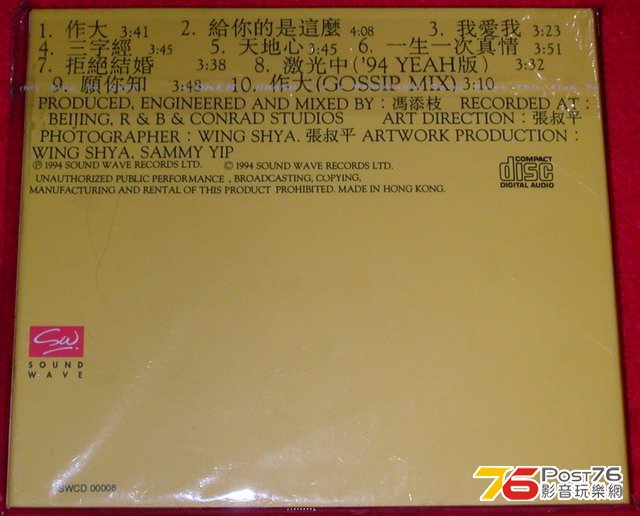 1. 作大 3:41 2. 給你的是這麼 4:08 3. 我愛我 3:23
4. 三字經 3:45 5. 天地心 3:45 6. 一生一次真情 3:51
7. 拒絕結婚 3:38 8. 激光中('94 YEAH版) 3:32
9. 願你知 3:48 10. 作大(GOSSIP MIX) 3:10
PRODUCED, ENGINEERED AND MIXED BY : 馮添枝 RECORDED AT :
BEIJING, R & B & CONRAD STUDIOS ART DIRECTION : 張叔平
PHOTOGRAPHER : WING SHYA. 張叔平 ARTWORK PRODUCTION :
WING SHYA, SAMMY YIP
℗ 1994 SOUND WAVE RECORDS LTD. © 1994 SOUND WAVE RECORDS LTD.
UNAUTHORIZED PUBLIC PERFORMANCE , BROADCASTING, COPYING,
MANUFACTURING AND RENTAL OF THIS PRODUCT PROHIBITED. MADE IN HONG KONG.
COMPACT
disc
DIGITAL AUDIO
SW.
SOUND
WAVE
SWCD 00006
76 POST76
影音玩樂網